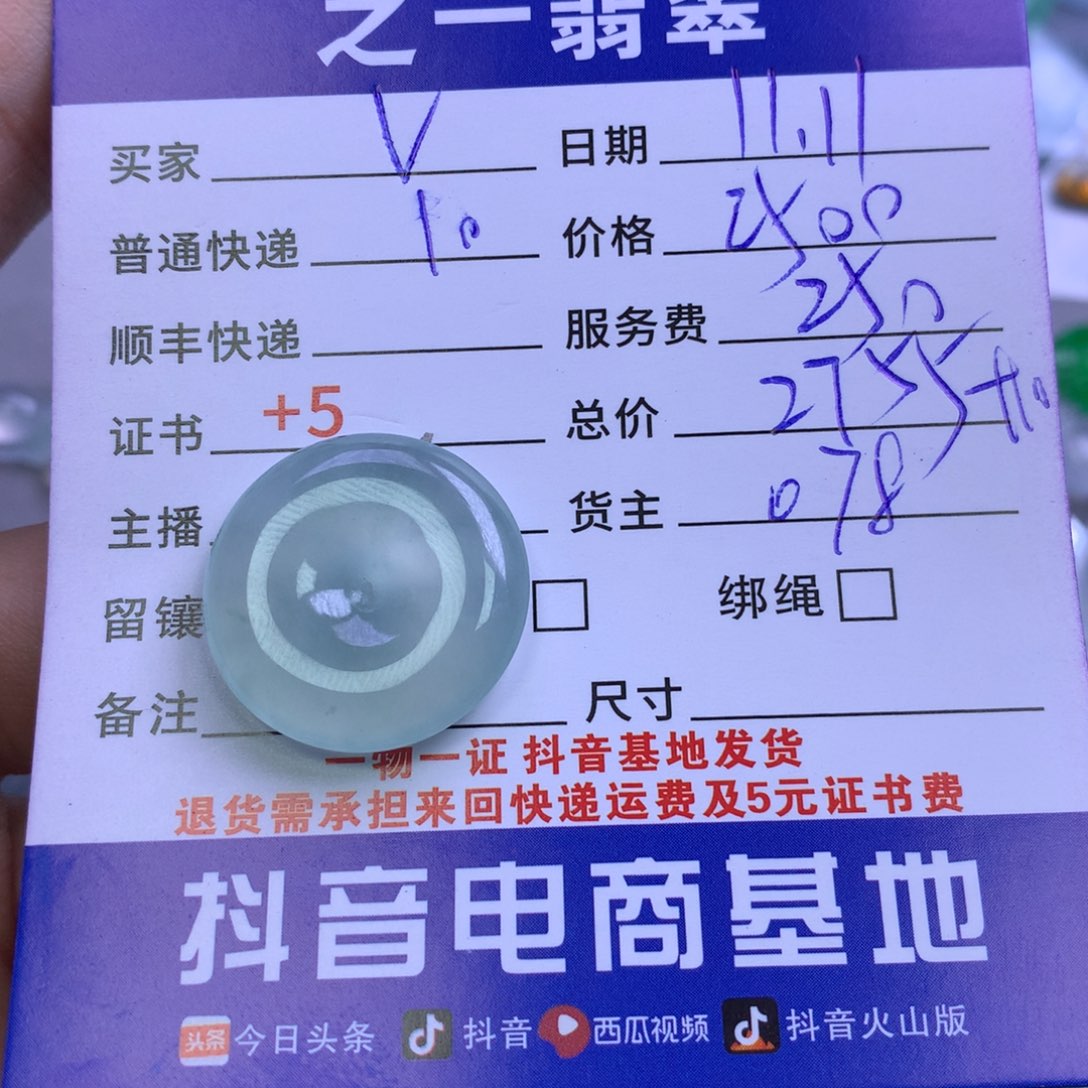 之一翡翠
买家 V 日期 11.11
普通快递 10 价格 2500
顺丰快递 服务费 250
证书 +5 总价 2755+10
主播 货主 078
留镶 绑绳
备注 尺寸
一物一证 抖音基地发货
退货需承担来回快递运费及5元证书费
抖音电商基地
头条 今日头条 抖音 西瓜视频 抖音火山版